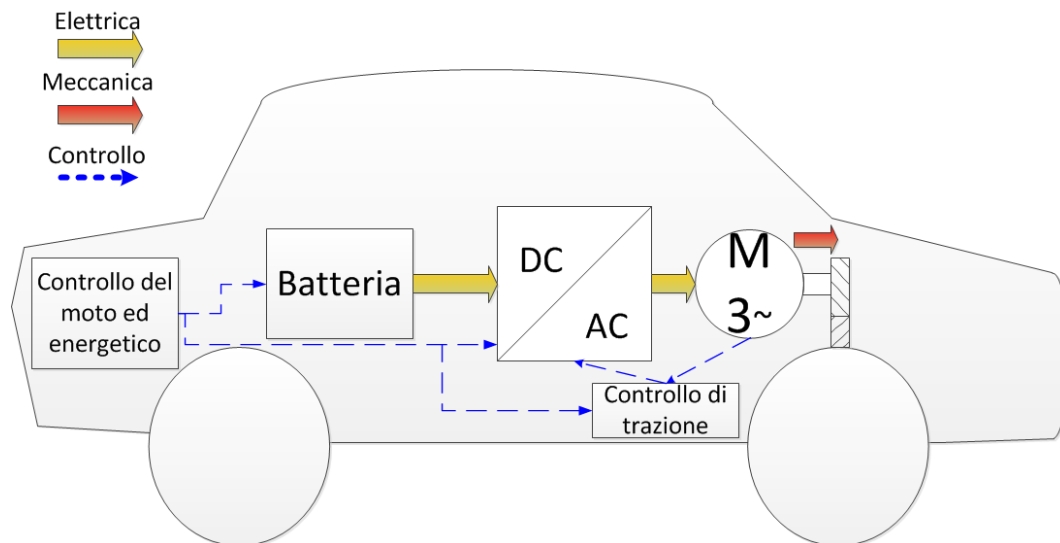 Elettrica
Meccanica
Controllo
Controllo del
moto ed
energetico
Batteria
DC
AC
M
3~
Controllo di
trazione